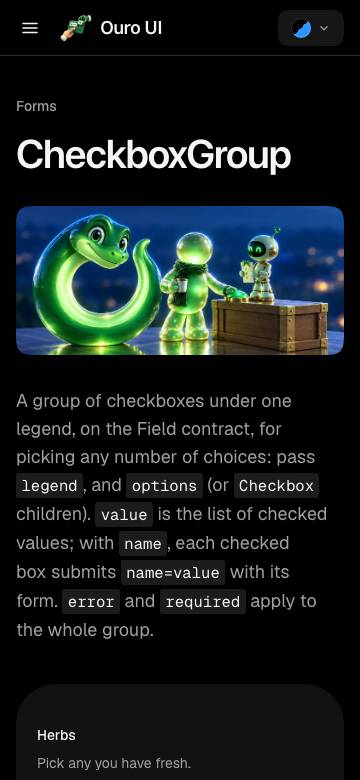 Ouro UI
Forms
CheckboxGroup
A group of checkboxes under one
legend, on the Field contract, for
picking any number of choices: pass
legend, and options (or Checkbox
children). value is the list of checked
values; with name, each checked
box submits name=value with its
form. error and required apply to
the whole group.
Herbs
Pick any you have fresh.